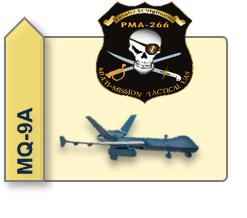 PMA-266
MULTI-MISSION TACTICAL UAS
MQ-9A